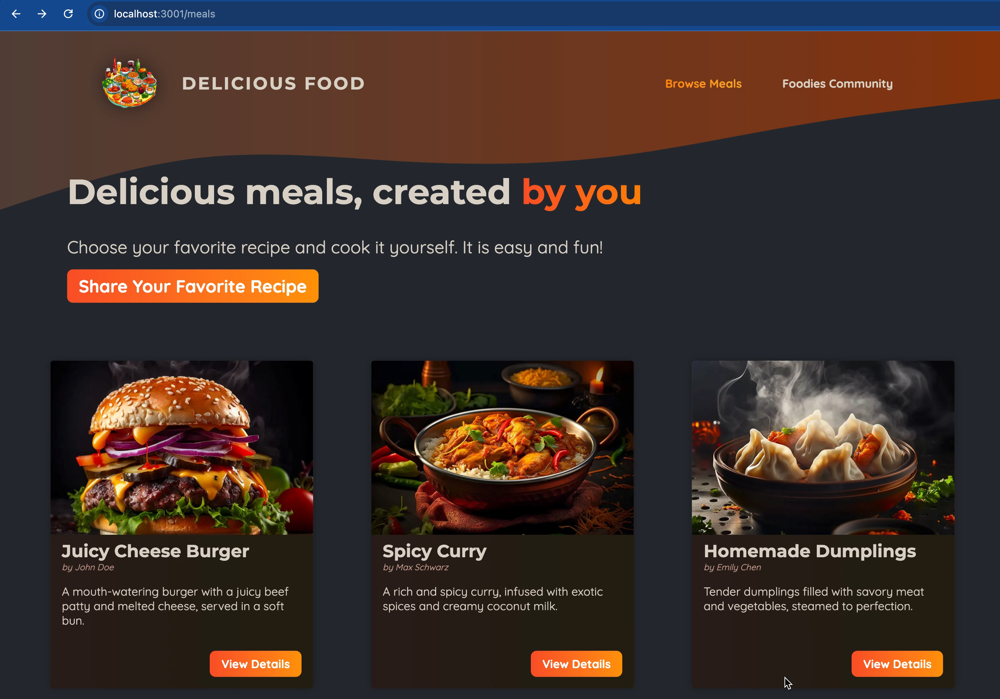 localhost:3001/meals
DELICIOUS FOOD
Browse Meals
Foodies Community
Delicious meals, created by you
Choose your favorite recipe and cook it yourself. It is easy and fun!
Share Your Favorite Recipe
Juicy Cheese Burger
by John Doe
A mouth-watering burger with a juicy beef
patty and melted cheese, served in a soft
bun.
View Details
Spicy Curry
by Max Schwarz
A rich and spicy curry, infused with exotic
spices and creamy coconut milk.
View Details
Homemade Dumplings
by Emily Chen
Tender dumplings filled with savory meat
and vegetables, steamed to perfection.
View Details